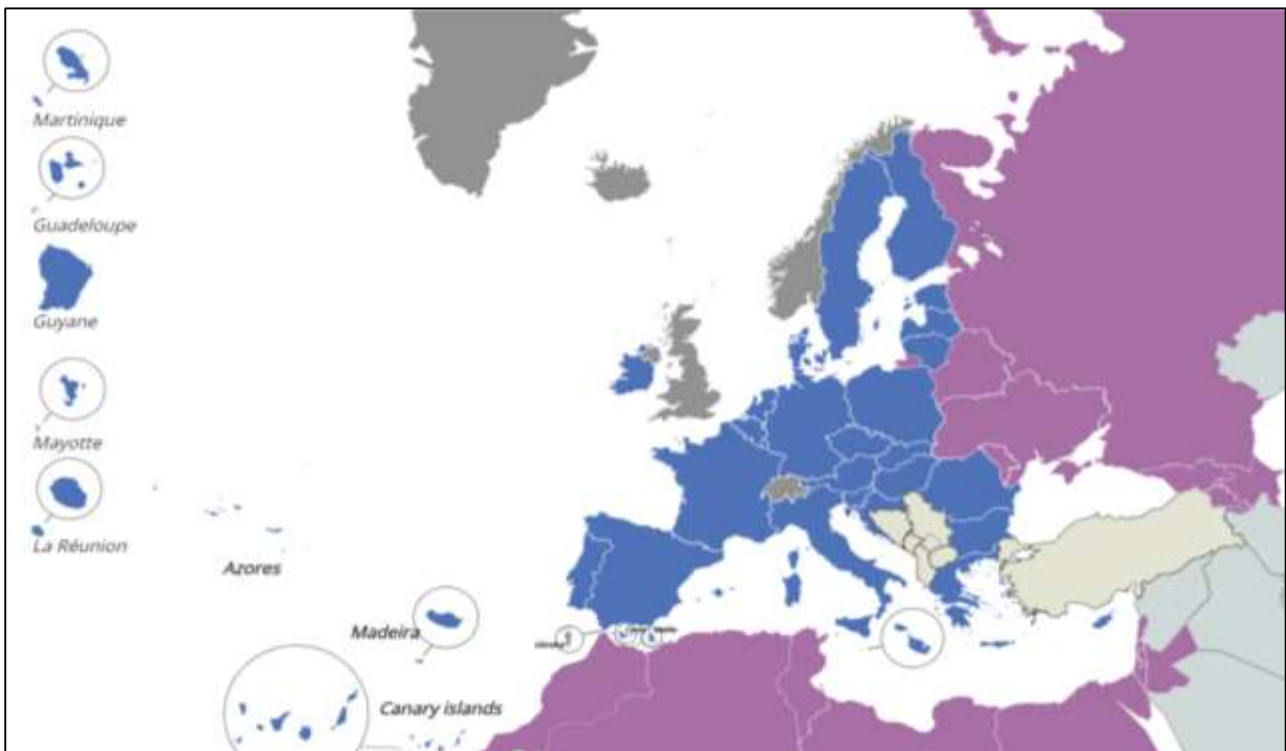 Martinique
Guadeloupe
Guyane
Mayotte
La Réunion
Azores
Madeira
Canary islands